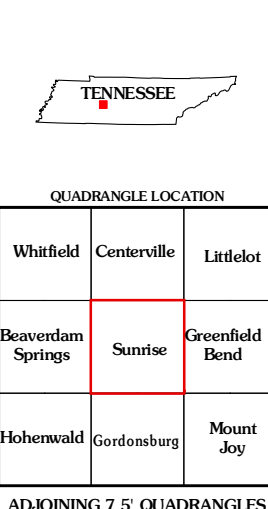 TENNESSEE
QUADRANGLE LOCATION
Whitfield Centerville Littlelot
Beaverdam Springs Sunrise Greenfield Bend
Hohenwald Gordonsburg Mount Joy
ADJOINING 7.5' QUADRANGLES